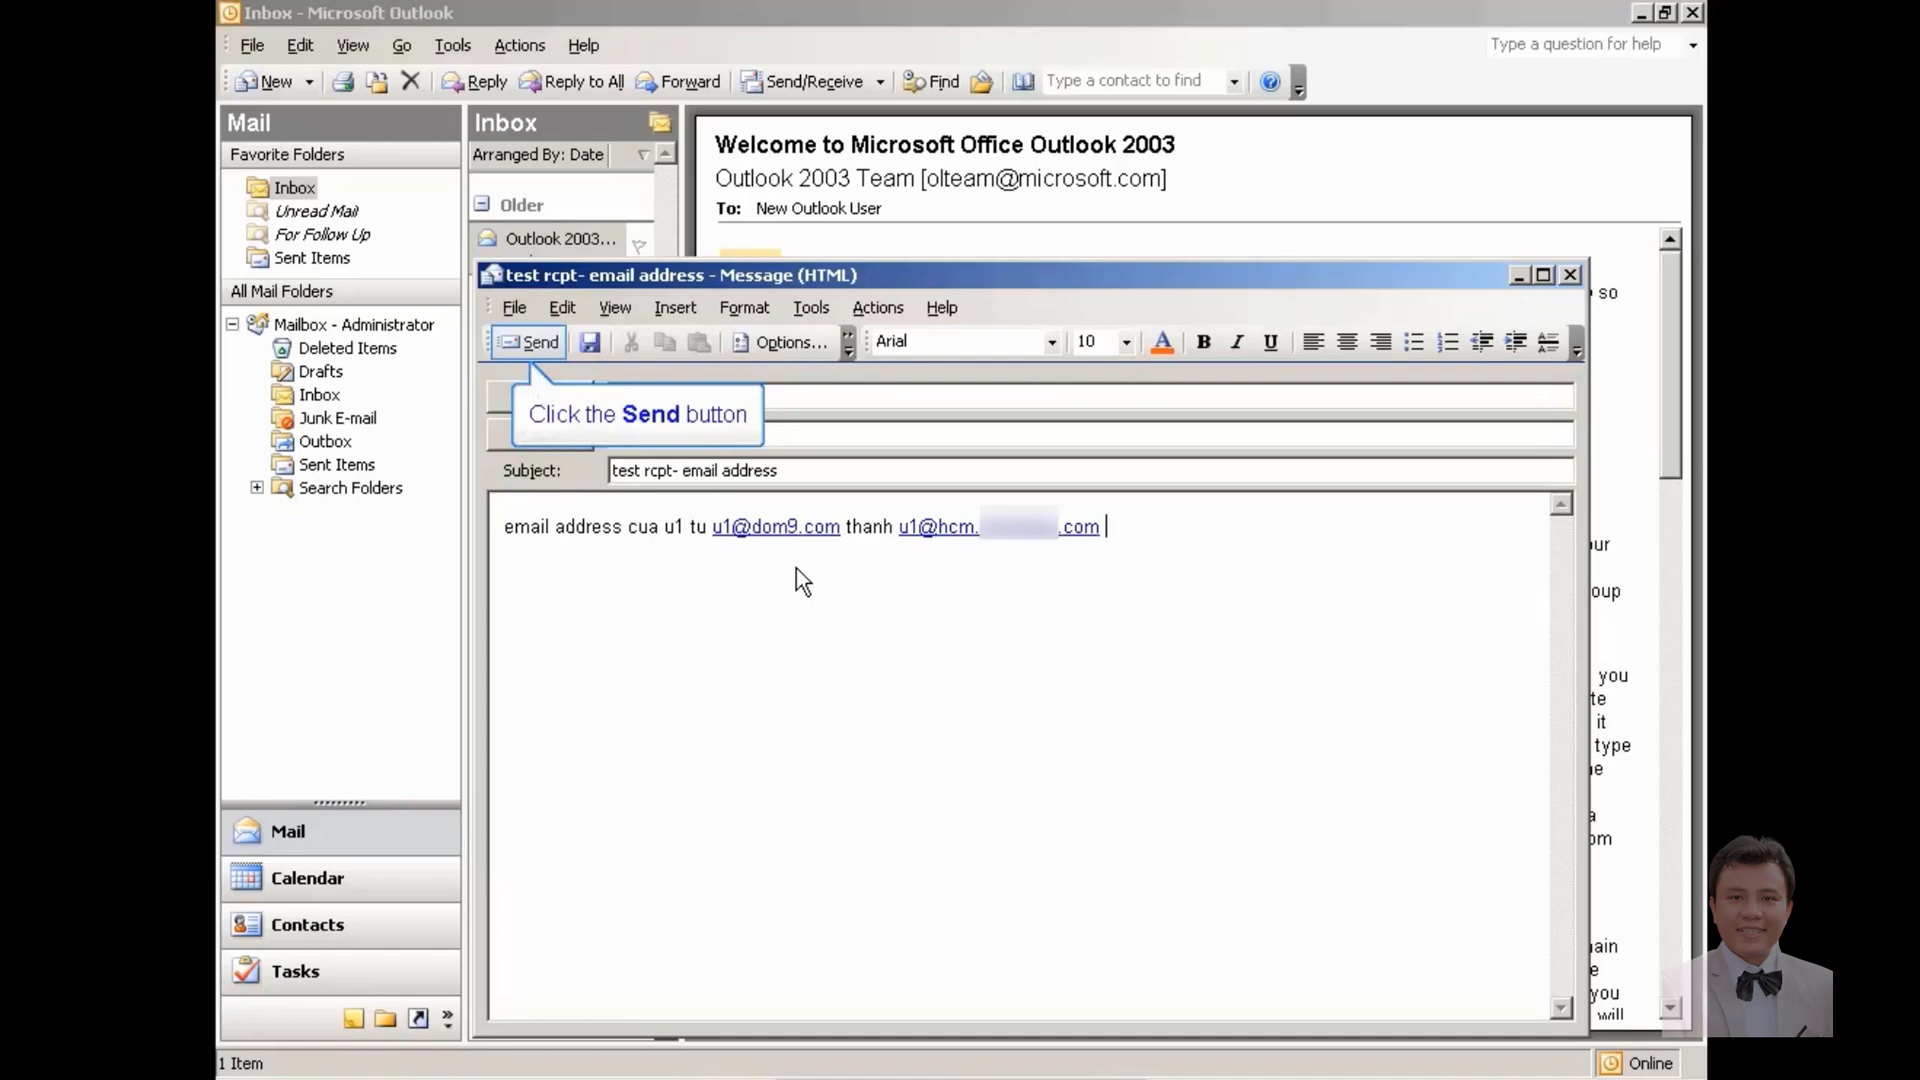 Inbox - Microsoft Outlook
File Edit View Go Tools Actions Help
Type a question for help
New Reply Reply to All Forward Send/Receive Find Type a contact to find
Mail
Favorite Folders
Inbox
Unread Mail
For Follow Up
Sent Items
All Mail Folders
Mailbox - Administrator
Deleted Items
Drafts
Inbox
Junk E-mail
Outbox
Sent Items
Search Folders
Mail
Calendar
Contacts
Tasks
Inbox
Arranged By: Date
Older
Outlook 2003...
Welcome to Microsoft Office Outlook 2003
Outlook 2003 Team [olteam@microsoft.com]
To: New Outlook User
so
test rcpt- email address - Message (HTML)
File Edit View Insert Format Tools Actions Help
Send Options... Arial 10 A B I U
Click the Send button
Subject: test rcpt- email address
email address cua u1 tu u1@dom9.com thanh u1@hcm. .com
you
it
type
you
will
1 Item
Online